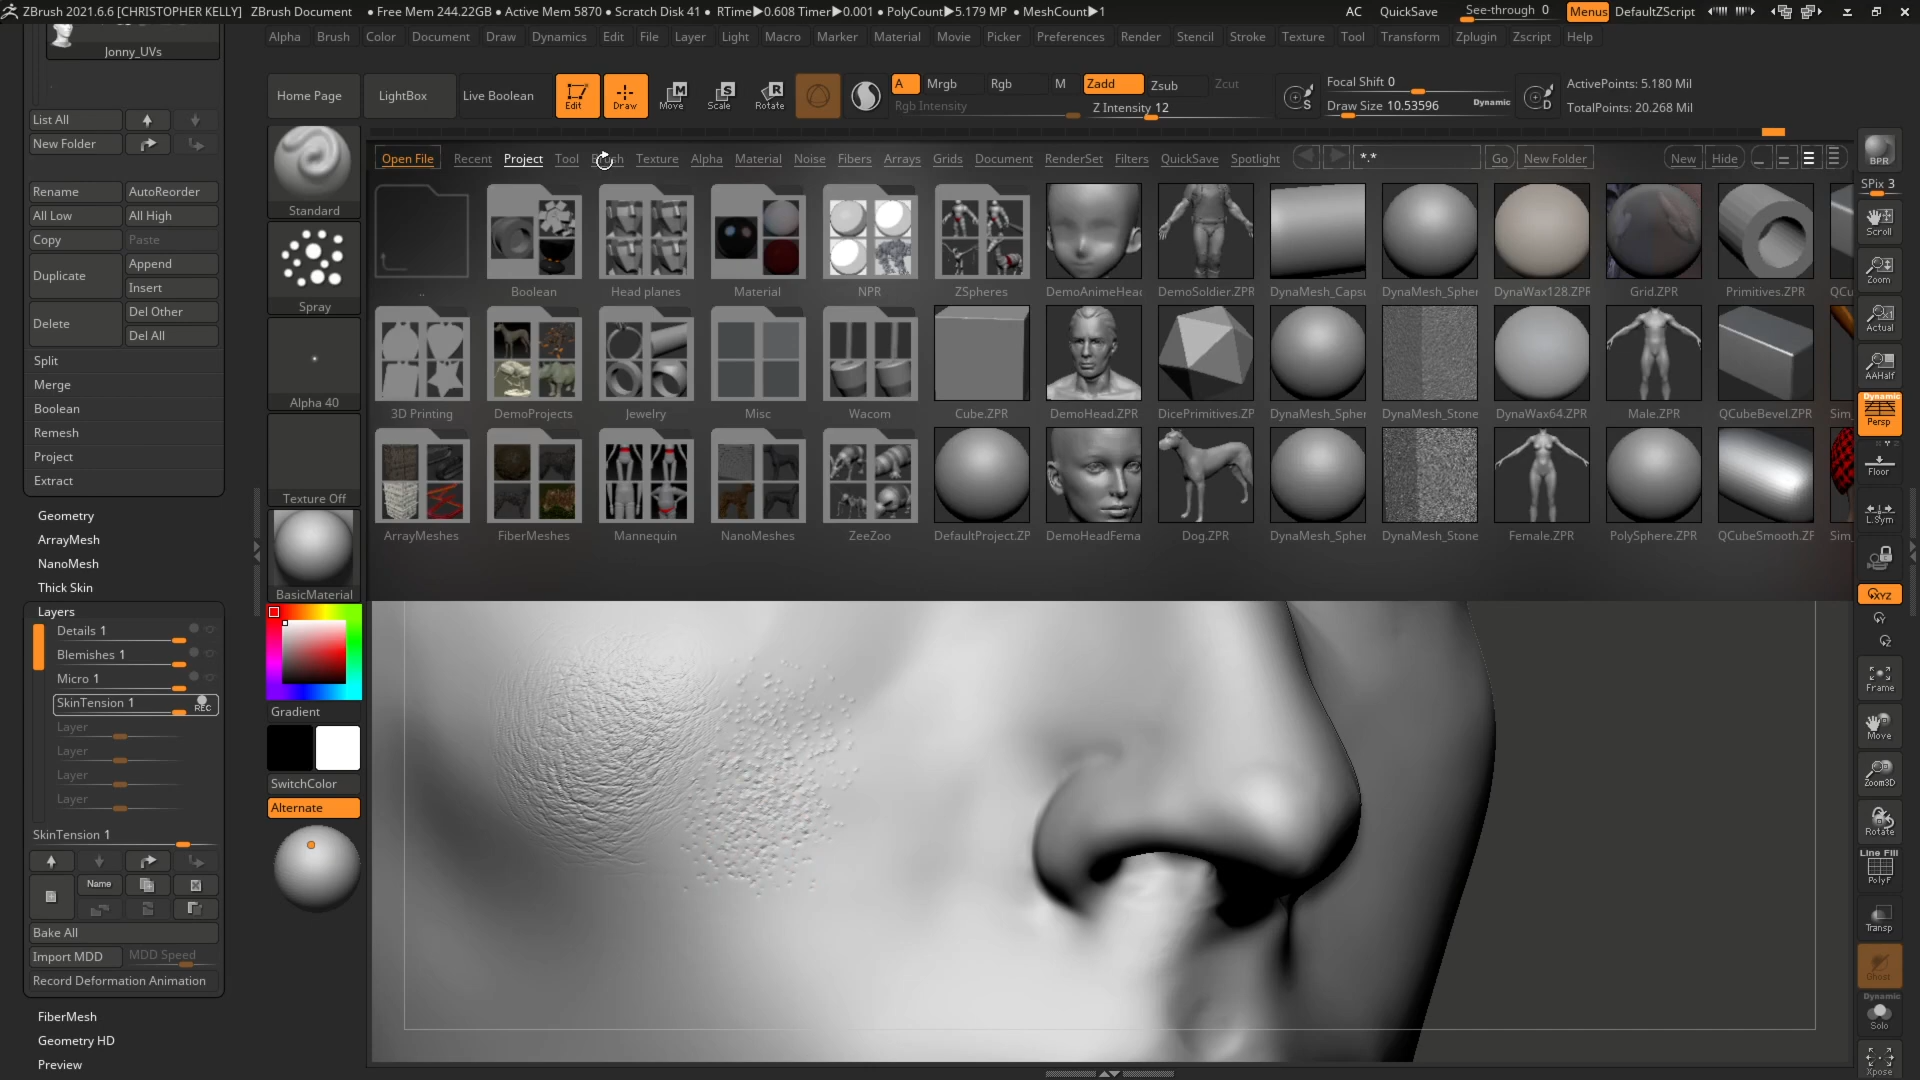 ZBrush 2021.6.6 [CHRISTOPHER KELLY] ZBrush Document • Free Mem 244.22GB • Active Mem 5870 • Scratch Disk 41 • RTime▶0.608 Timer▶0.001 • PolyCount▶5.179 MP • MeshCount▶1 AC QuickSave See-through 0 Menus DefaultZScript
Alpha Brush Color Document Draw Dynamics Edit File Layer Light Macro Marker Material Movie Picker Preferences Render Stencil Stroke Texture Tool Transform Zplugin Zscript Help
Jonny_UVs
Home Page LightBox Live Boolean Edit Draw Move Scale Rotate
A Mrgb Rgb M Zadd Zsub Zcut
Rgb Intensity Z Intensity 12
Focal Shift 0
Draw Size 10.53596 Dynamic
ActivePoints: 5.180 Mil
TotalPoints: 20.268 Mil
List All
New Folder
Rename AutoReorder
All Low All High
Copy Paste
Duplicate Append
Insert
Delete Del Other
Del All
Split
Merge
Boolean
Remesh
Project
Extract
Geometry
ArrayMesh
NanoMesh
Thick Skin
Layers
Details 1
Blemishes 1
Micro 1
SkinTension 1 REC
Layer
Layer
Layer
Layer
SkinTension 1
Name
Bake All
Import MDD MDD Speed
Record Deformation Animation
FiberMesh
Geometry HD
Preview
Standard
Spray
Alpha 40
Texture Off
BasicMaterial
Gradient
SwitchColor
Alternate
Open File Recent Project Tool Texture Alpha Material Noise Fibers Arrays Grids Document RenderSet Filters QuickSave Spotlight *.* Go New Folder New Hide
.. Boolean Head planes Material NPR ZSpheres DemoAnimeHeac DemoSoldier.ZPR DynaMesh_Capsu DynaMesh_Spher DynaWax128.ZPR Grid.ZPR Primitives.ZPR QCu
3D Printing DemoProjects Jewelry Misc Wacom Cube.ZPR DemoHead.ZPR DicePrimitives.ZP DynaMesh_Spher DynaMesh_Stone DynaWax64.ZPR Male.ZPR QCubeBevel.ZPR Sim_
ArrayMeshes FiberMeshes Mannequin NanoMeshes ZeeZoo DefaultProject.ZP DemoHeadFema Dog.ZPR DynaMesh_Spher DynaMesh_Stone Female.ZPR PolySphere.ZPR QCubeSmooth.ZF Sim_
BPR
SPix 3
Scroll
Zoom
Actual
AAHalf
Dynamic
Persp
Floor
L.Sym
XYZ
Frame
Move
Zoom3D
Rotate
Line Fill
PolyF
Transp
Ghost
Dynamic
Solo
Xpose